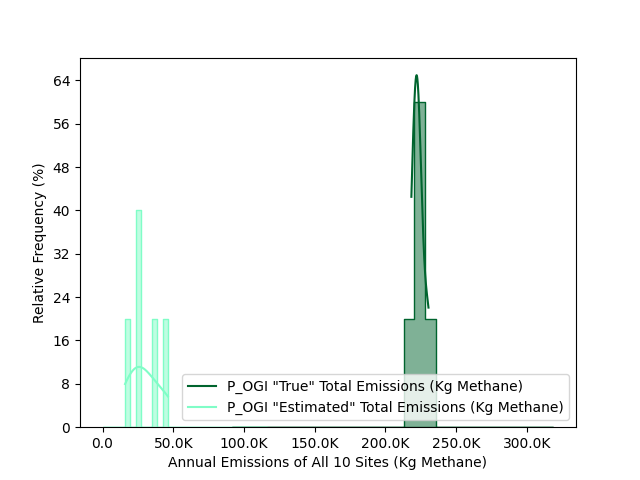 64
56
48
40
32
24
16
8
0
Relative Frequency (%)
P_OGI "True" Total Emissions (Kg Methane)
P_OGI "Estimated" Total Emissions (Kg Methane)
0.0 50.0K 100.0K 150.0K 200.0K 250.0K 300.0K
Annual Emissions of All 10 Sites (Kg Methane)